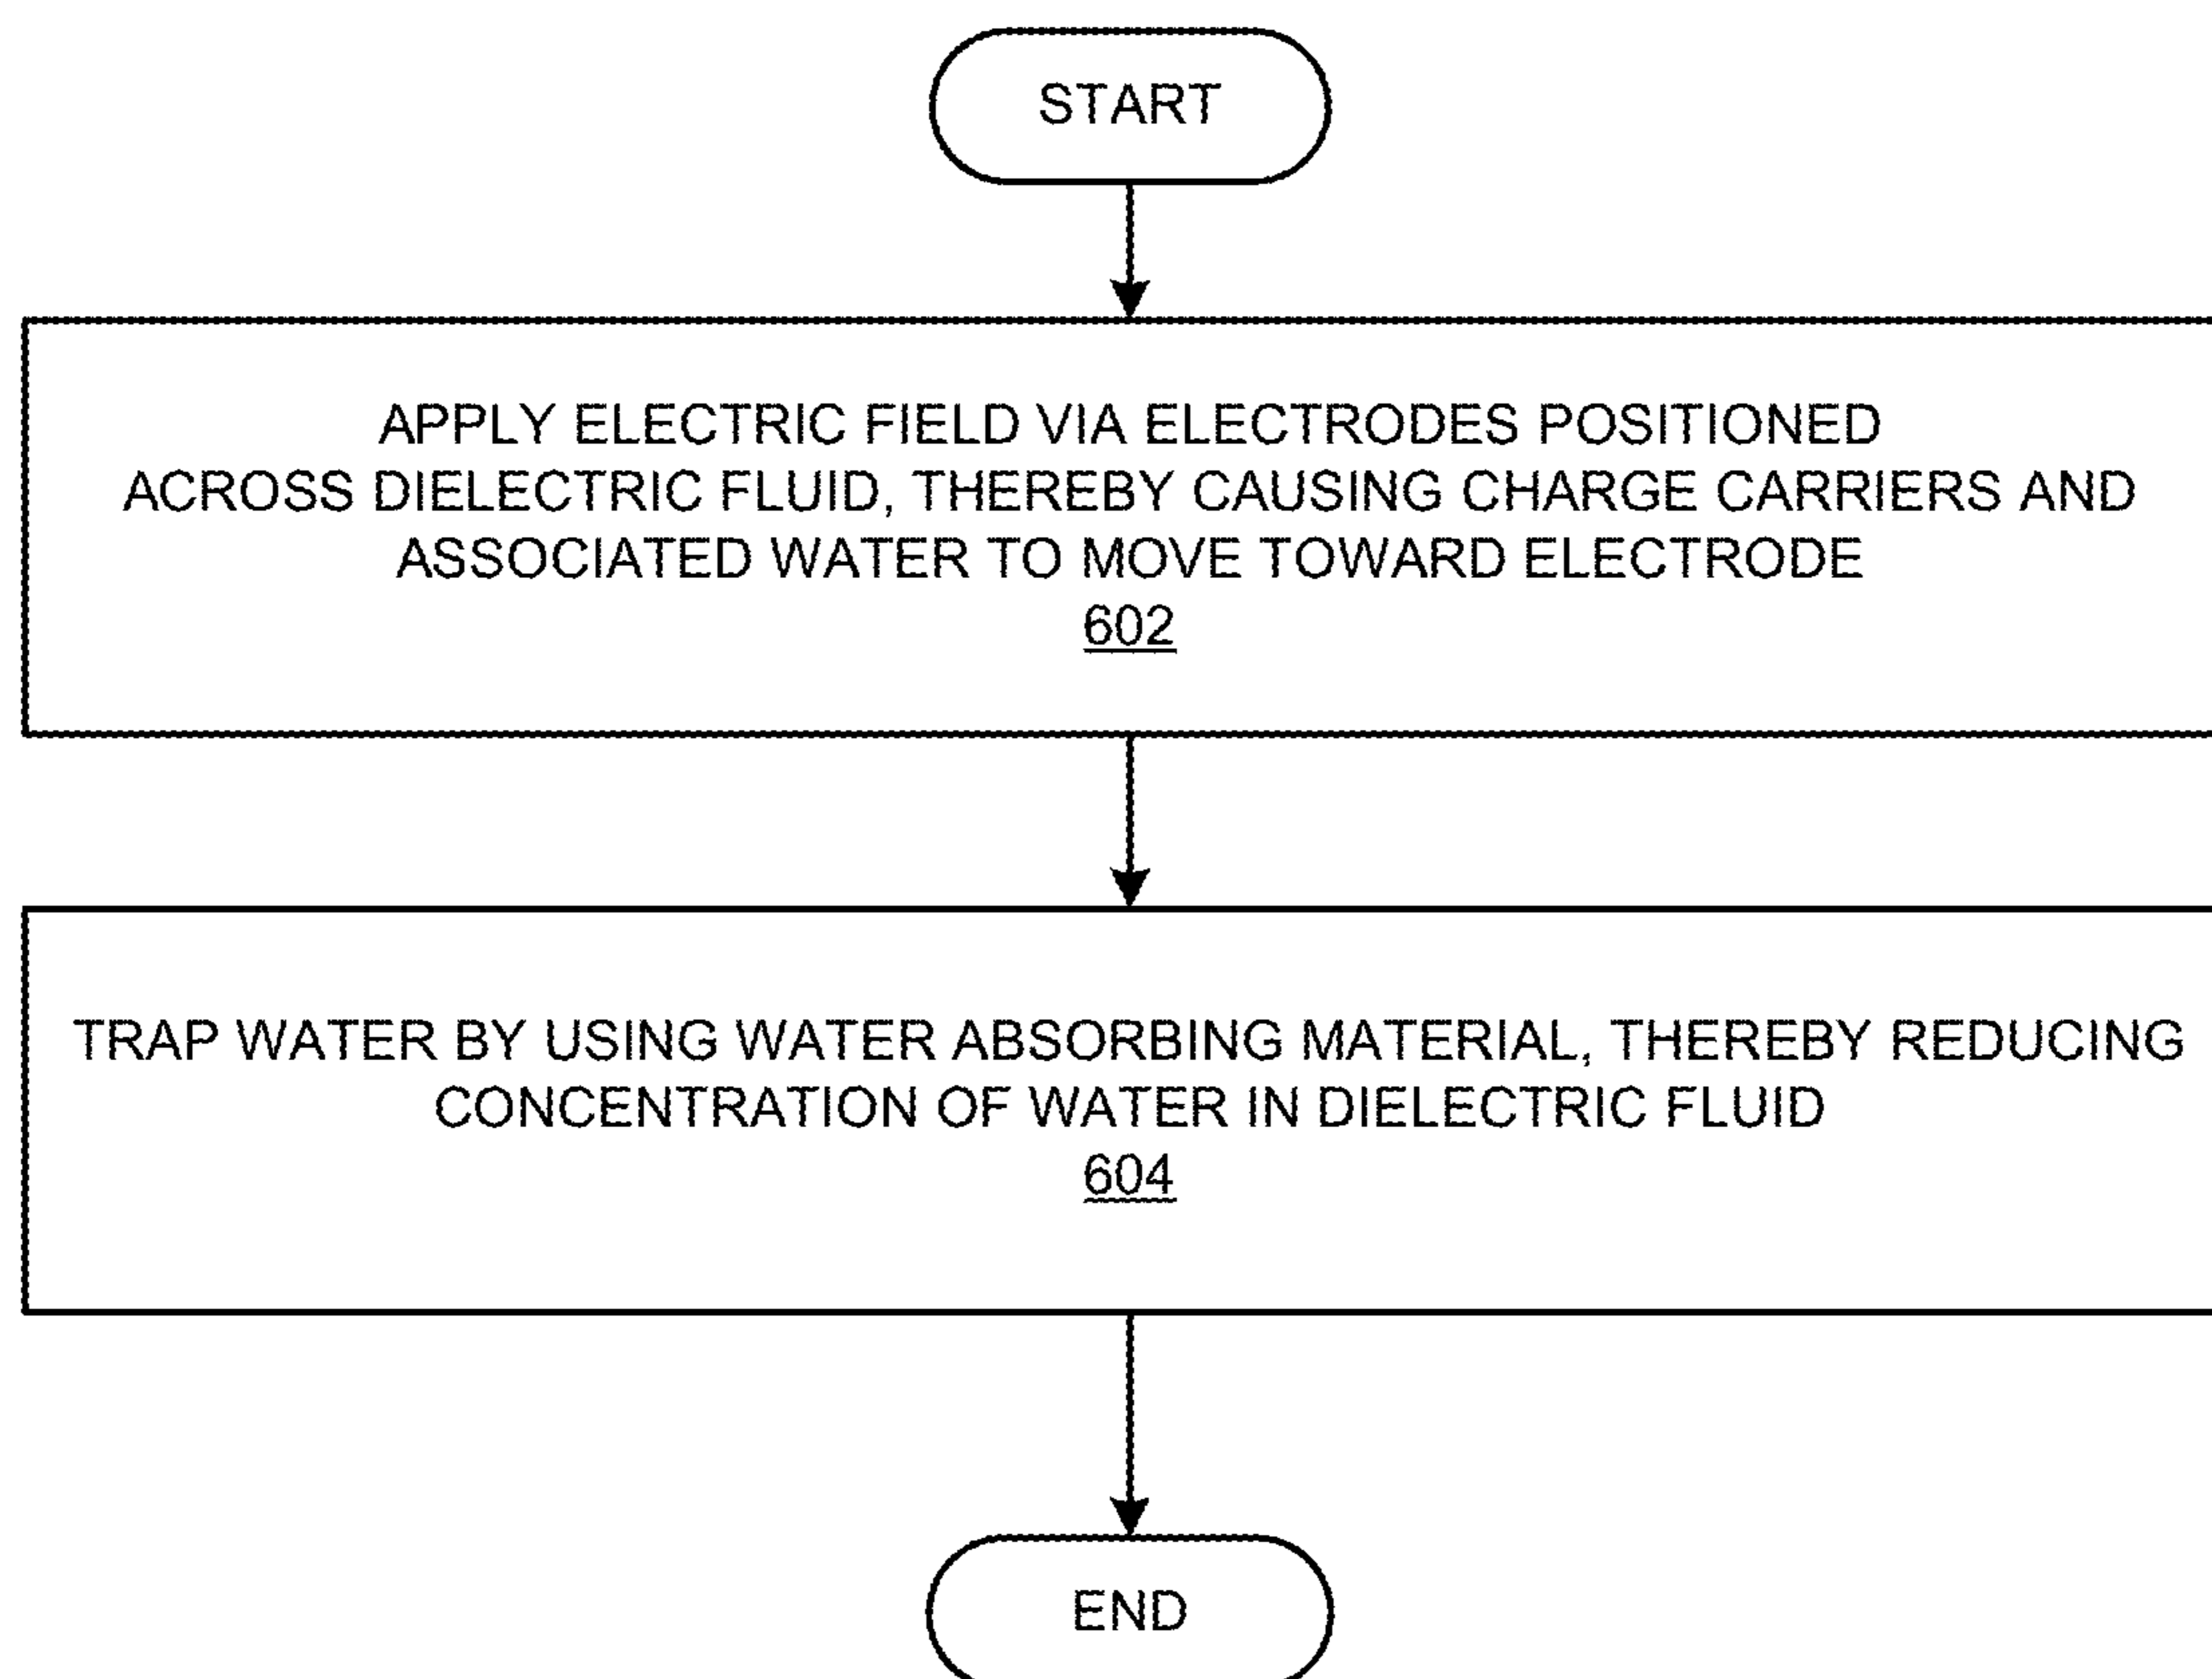 START
APPLY ELECTRIC FIELD VIA ELECTRODES POSITIONED
ACROSS DIELECTRIC FLUID, THEREBY CAUSING CHARGE CARRIERS AND
ASSOCIATED WATER TO MOVE TOWARD ELECTRODE
602
TRAP WATER BY USING WATER ABSORBING MATERIAL, THEREBY REDUCING
CONCENTRATION OF WATER IN DIELECTRIC FLUID
604
END